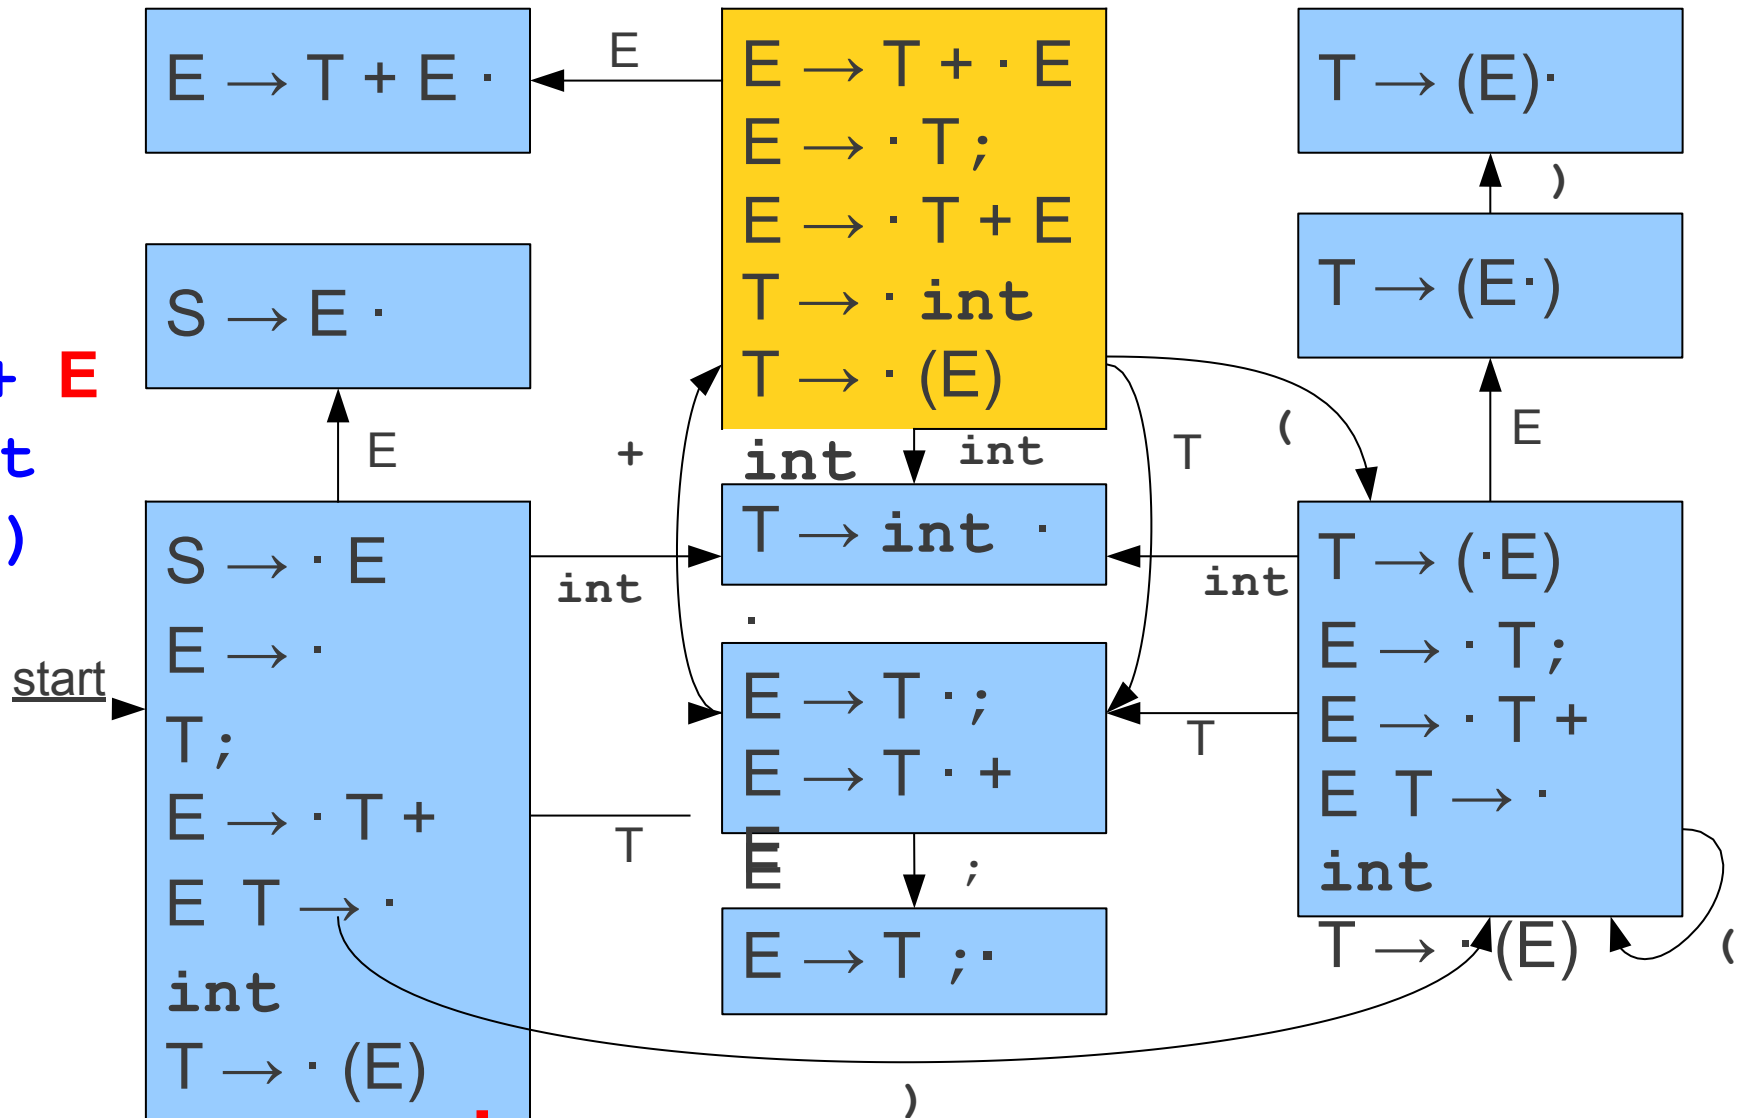 E → T + E ·
E
E → T + · E
E → · T ;
E → · T + E
T → · int
T → · (E)
int
T → (E)·
)
T → (E·)
S → E ·
+ E
t
)
E
+
int
T
(
E
S → · E
E → ·
T ;
E → · T +
E T → ·
int
T → · (E)
start
int
T
T → int ·
·
E → T · ;
E → T · +
E
E
;
E → T ; ·
int
T
T → (·E)
E → · T ;
E → · T +
E T → ·
int
T → · (E)
(
)